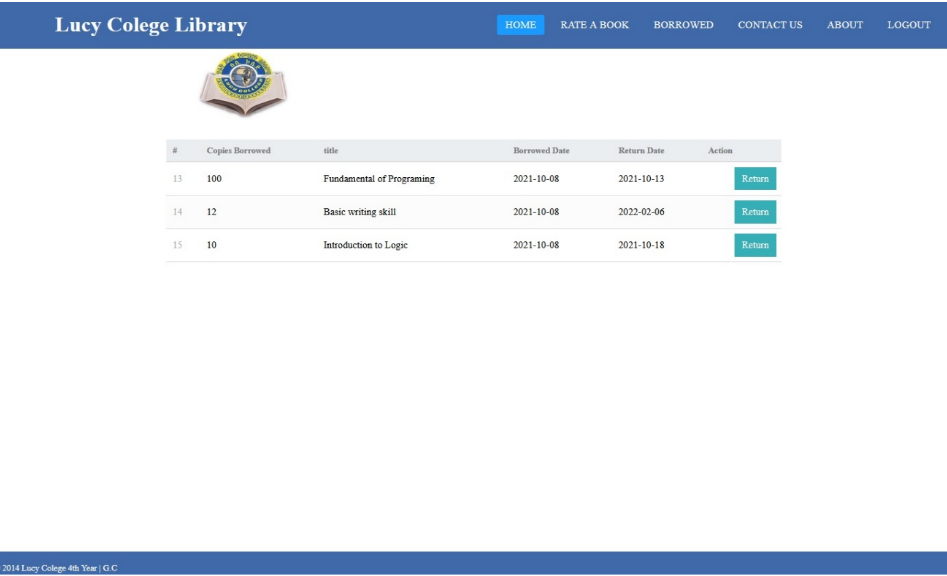 Lucy Colege Library
HOME RATE A BOOK BORROWED CONTACT US ABOUT LOGOUT
# Copies Borrowed title Borrowed Date Return Date Action
13 100 Fundamental of Programing 2021-10-08 2021-10-13 Return
14 12 Basic writing skill 2021-10-08 2022-02-06 Return
15 10 Introduction to Logic 2021-10-08 2021-10-18 Return
2014 Lucy Colege 4th Year | G.C